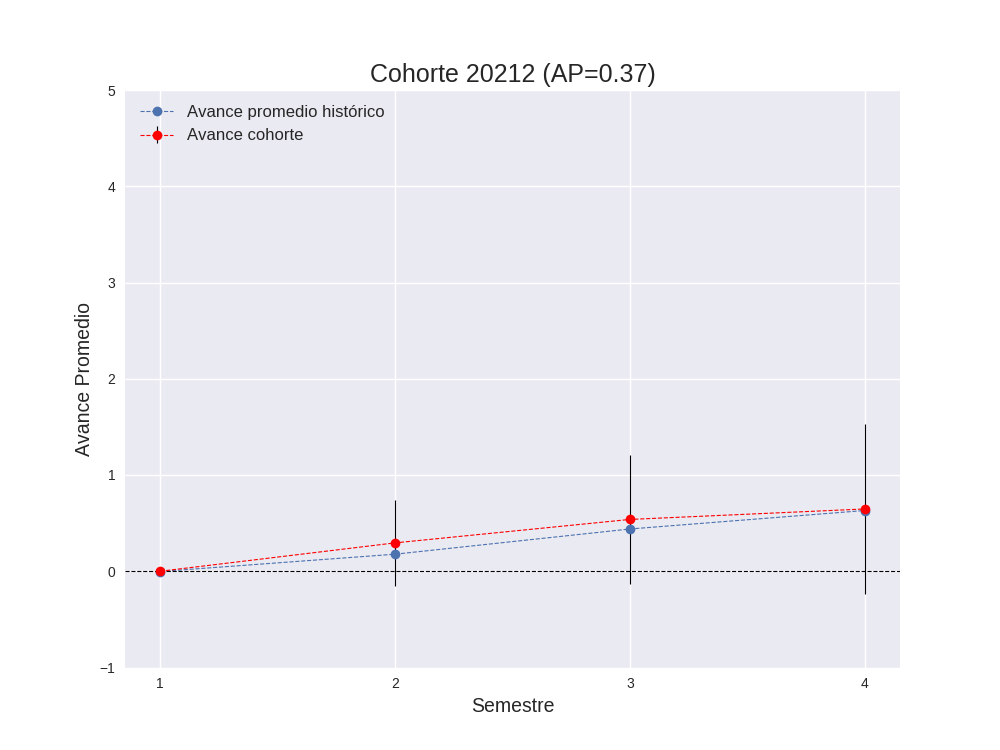 Cohorte 20212 (AP=0.37)
Avance promedio histórico
Avance cohorte
5
4
3
2
1
0
−1
Avance Promedio
1 2 3 4
Semestre